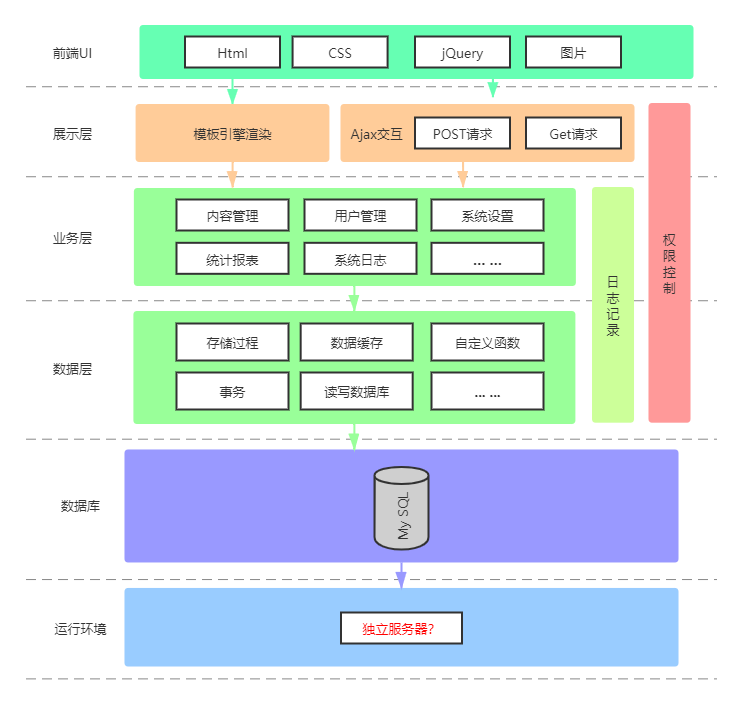 前端UI
Html
CSS
jQuery
图片
展示层
模板引擎渲染
Ajax交互
POST请求
Get请求
业务层
内容管理
用户管理
系统设置
统计报表
系统日志
... ...
数据层
存储过程
数据缓存
自定义函数
事务
读写数据库
... ...
日志记录
权限控制
数据库
My SQL
运行环境
独立服务器?